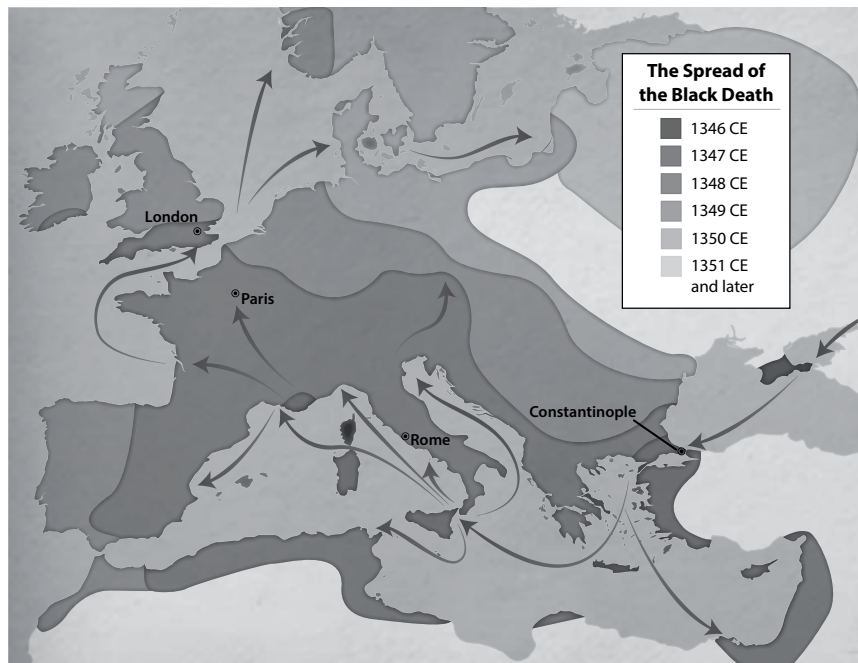 The Spread of
the Black Death
1346 CE
1347 CE
1348 CE
1349 CE
1350 CE
1351 CE
and later
London
Paris
Constantinople
Rome